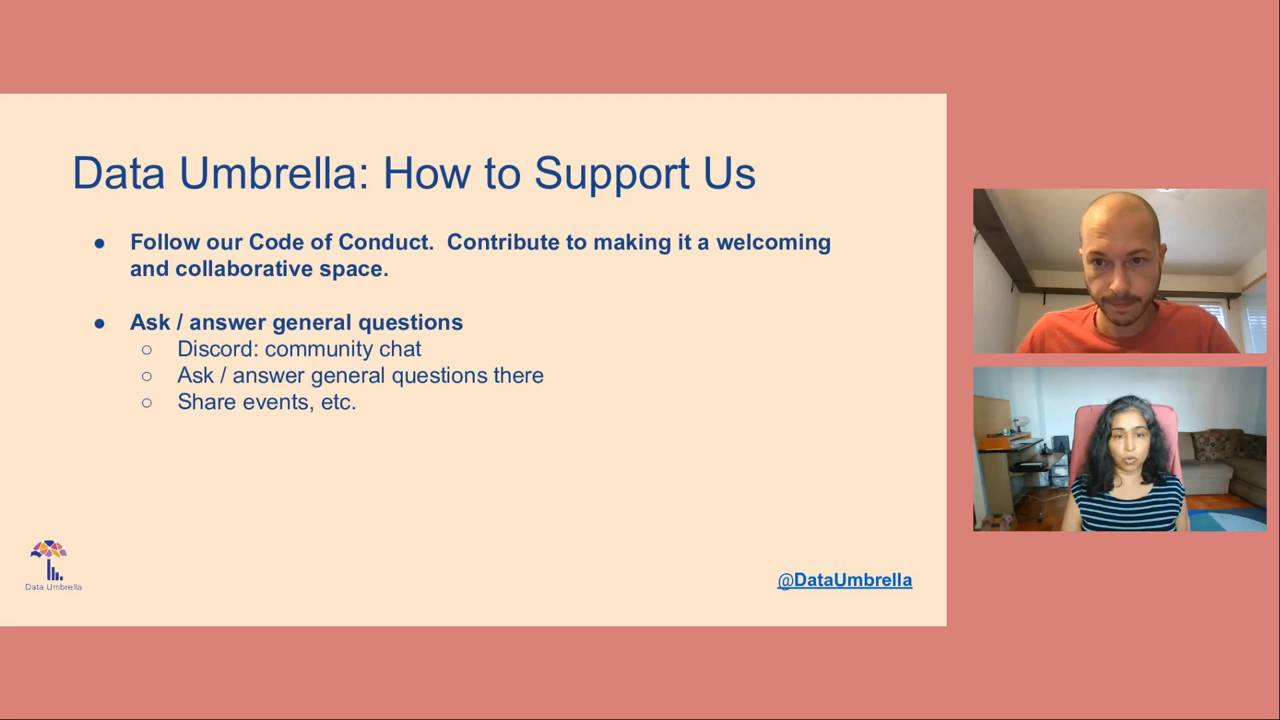 Data Umbrella: How to Support Us
● Follow our Code of Conduct.  Contribute to making it a welcoming
and collaborative space.
● Ask / answer general questions
○ Discord: community chat
○ Ask / answer general questions there
○ Share events, etc.
Data Umbrella
@DataUmbrella